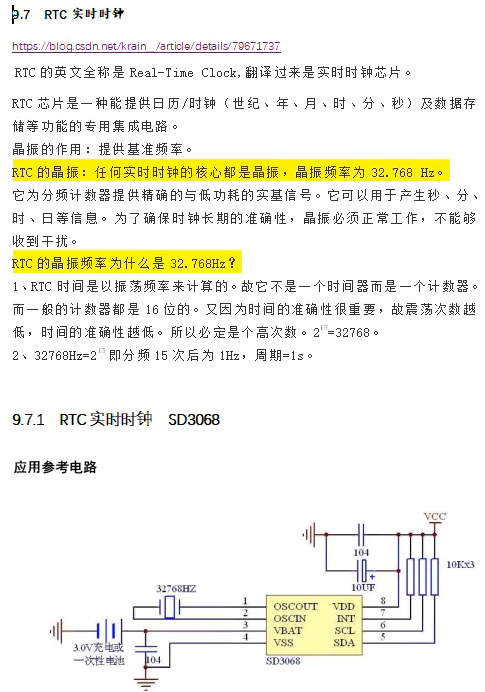 9.7 RTC 实时时钟
https://blog.csdn.net/krain_/article/details/79671737
RTC 的英文全称是 Real-Time Clock,翻译过来是实时时钟芯片。
RTC 芯片是一种能提供日历/时钟（世纪、年、月、时、分、秒）及数据存
储等功能的专用集成电路。
晶振的作用：提供基准频率。
RTC 的晶振：任何实时时钟的核心都是晶振，晶振频率为 32.768 Hz。
它为分频计数器提供精确的与低功耗的实基信号。它可以用于产生秒、分、
时、日等信息。为了确保时钟长期的准确性，晶振必须正常工作，不能够
收到干扰。
RTC 的晶振频率为什么是 32.768Hz？
1、RTC 时间是以振荡频率来计算的。故它不是一个时间器而是一个计数器。
而一般的计数器都是 16 位的。又因为时间的准确性很重要，故震荡次数越
低，时间的准确性越低。所以必定是个高次数。2¹⁵=32768。
2、32768Hz=2¹⁵ 即分频 15 次后为 1Hz，周期=1s。
9.7.1 RTC 实时时钟 SD3068
应用参考电路
VCC
104
10UF
+
10Kx3
32768HZ
1 OSCOUT VDD 8
2 OSCIN INT 7
3 VBAT SCL 6
4 VSS SDA 5
SD3068
3.0V充电或
一次性电池
104